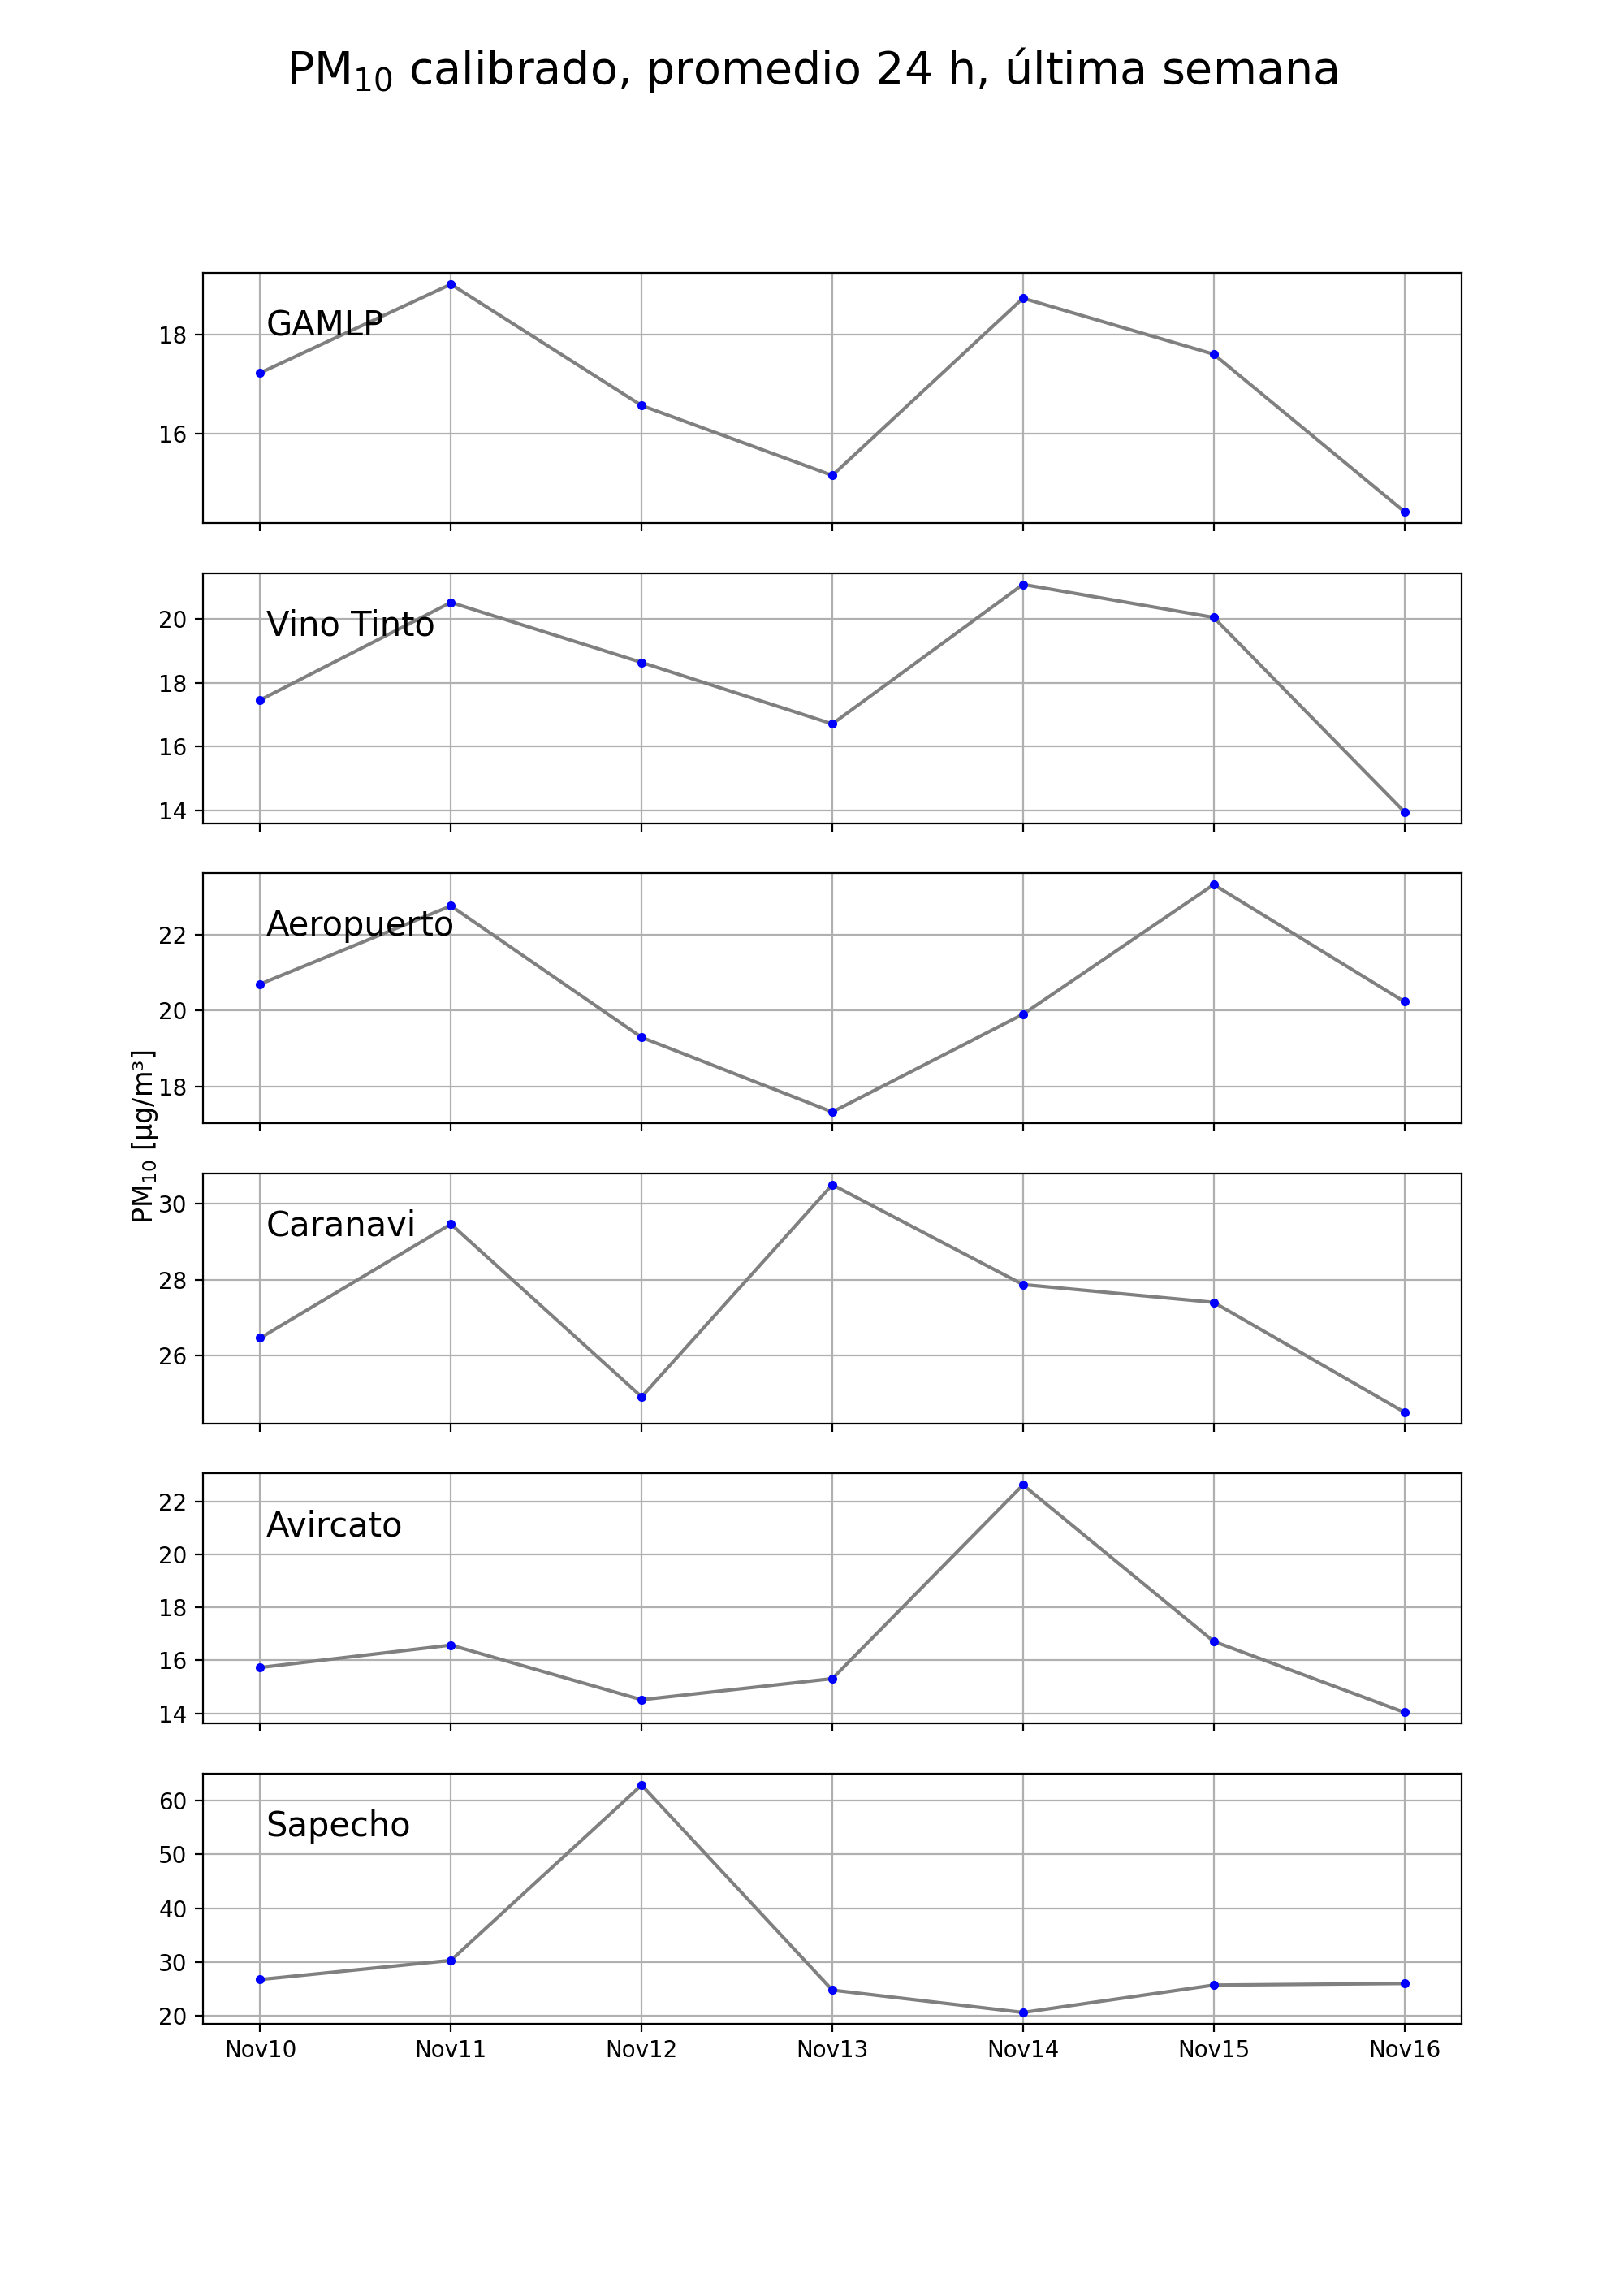 PM₁₀ calibrado, promedio 24 h, última semana
GAMLP
18
16
Vino Tinto
20
18
16
14
Aeropuerto
22
20
18
PM₁₀ [µg/m³]
Caranavi
30
28
26
Avircato
22
20
18
16
14
Sapecho
60
50
40
30
20
Nov10 Nov11 Nov12 Nov13 Nov14 Nov15 Nov16